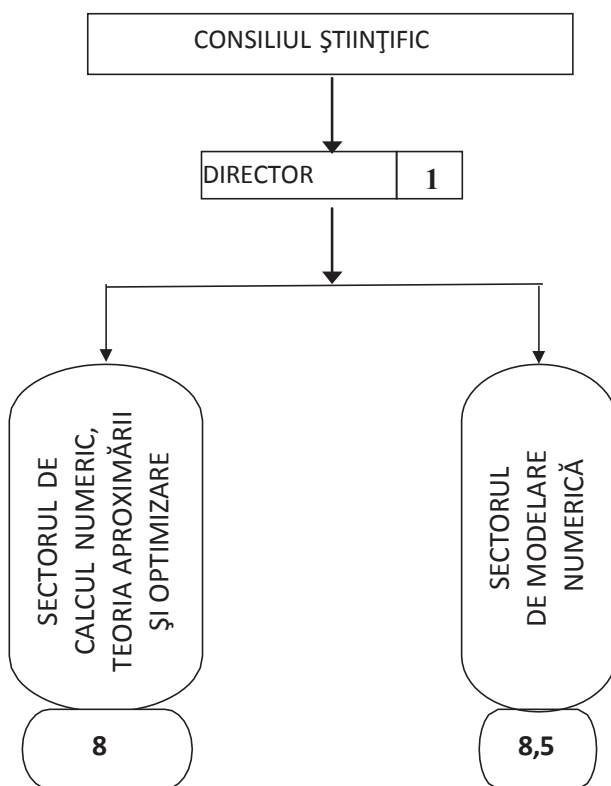 CONSILIUL ŞTIINŢIFIC
DIRECTOR 1
SECTORUL DE
CALCUL NUMERIC,
TEORIA APROXIMĂRII
ŞI OPTIMIZARE
8
SECTORUL
DE MODELARE
NUMERICĂ
8,5